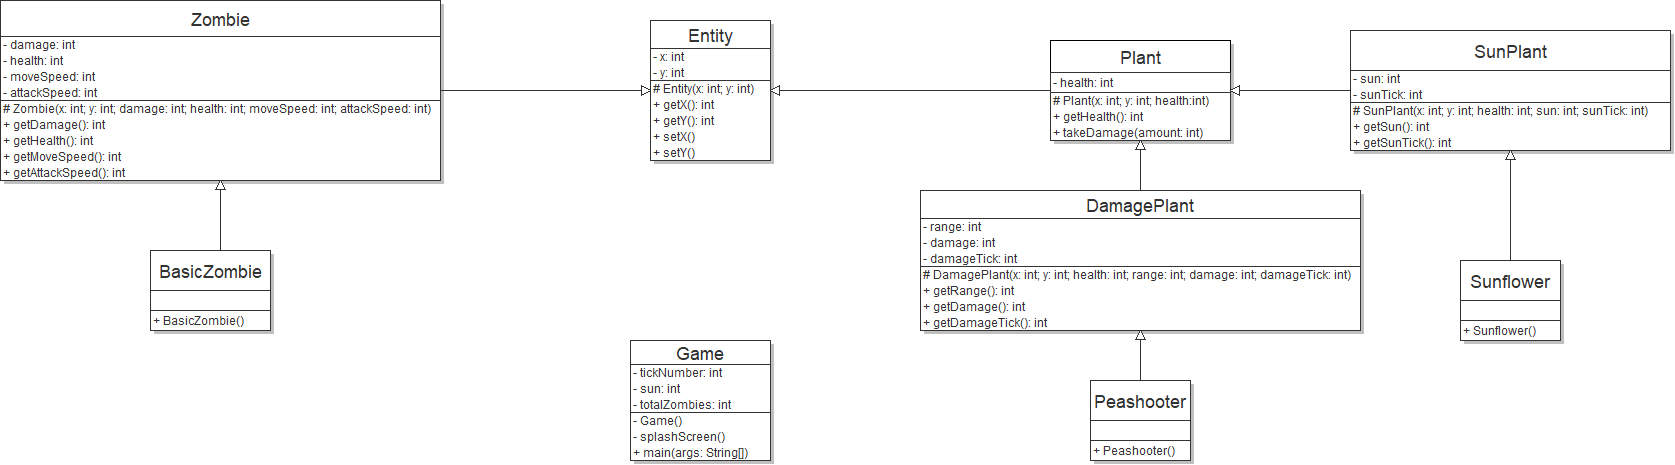 Zombie
- damage: int
- health: int
- moveSpeed: int
- attackSpeed: int
# Zombie(x: int; y: int; damage: int; health: int; moveSpeed: int; attackSpeed: int)
+ getDamage(): int
+ getHealth(): int
+ getMoveSpeed(): int
+ getAttackSpeed(): int
Entity
- x: int
- y: int
# Entity(x: int; y: int)
+ getX(): int
+ getY(): int
+ setX()
+ setY()
Plant
- health: int
# Plant(x: int; y: int; health:int)
+ getHealth(): int
+ takeDamage(amount: int)
SunPlant
- sun: int
- sunTick: int
# SunPlant(x: int; y: int; health: int; sun: int; sunTick: int)
+ getSun(): int
+ getSunTick(): int
DamagePlant
- range: int
- damage: int
- damageTick: int
# DamagePlant(x: int; y: int; health: int; range: int; damage: int; damageTick: int)
+ getRange(): int
+ getDamage(): int
+ getDamageTick(): int
BasicZombie
+ BasicZombie()
Sunflower
+ Sunflower()
Game
- tickNumber: int
- sun: int
- totalZombies: int
- Game()
- splashScreen()
+ main(args: String[])
Peashooter
+ Peashooter()